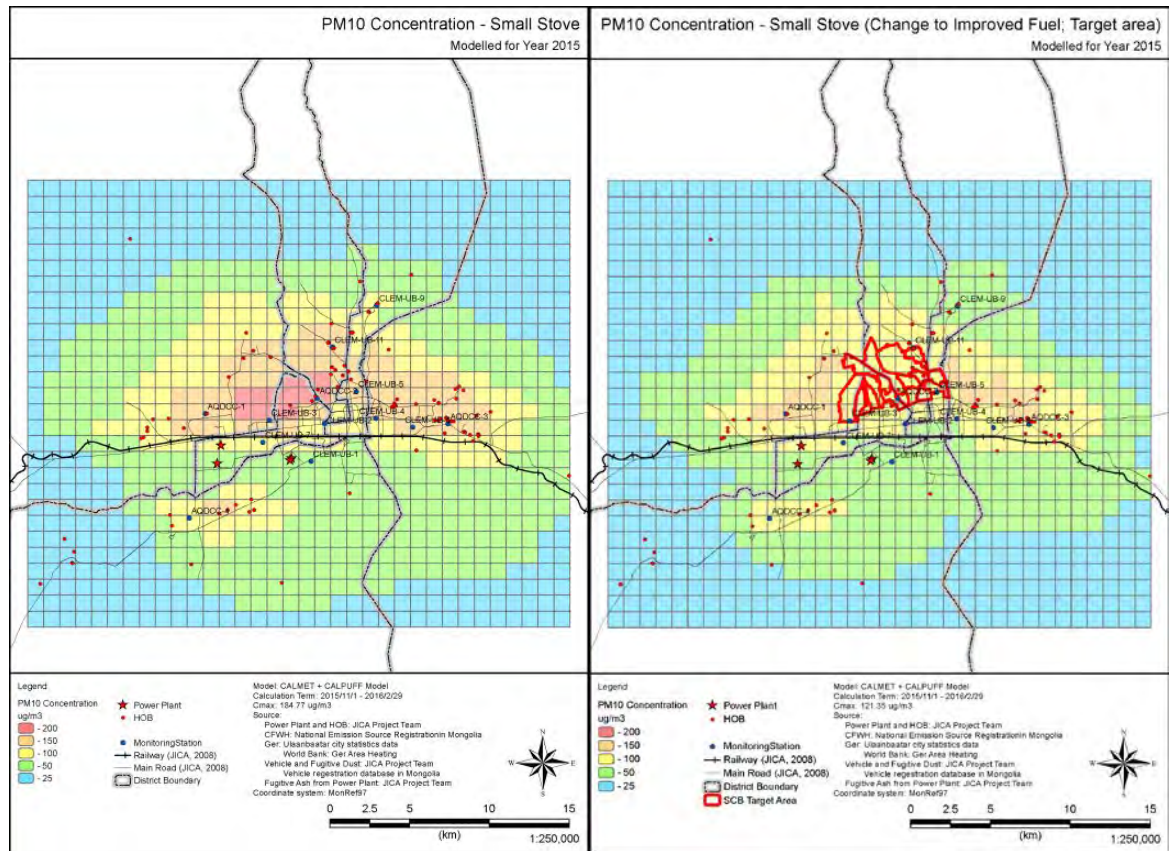 PM10 Concentration - Small Stove
Modelled for Year 2015
CLEM-UB-9
CLEM-UB-11
CLEM-UB-5
AQDCC-1
CLEM-UB-3
CLEM-UB-4
AQDCC-3
CLEM-UB-1
Legend
PM10 Concentration
ug/m3
- 200
- 150
- 100
- 50
- 25
Power Plant
HOB
MonitoringStation
Railway (JICA, 2008)
Main Road (JICA, 2008)
District Boundary
Model: CALMET + CALPUFF Model
Calculation Term: 2015/11/1 - 2016/2/29
Cmax: 184.77 ug/m3
Source:
Power Plant and HOB: JICA Project Team
CFWH: National Emission Source Registrationin Mongolia
Ger: Ulaanbaatar city statistics data
World Bank: Ger Area Heating
Vehicle and Fugitive Dust: JICA Project Team
Vehicle regestration database in Mongolia
Fugitive Ash from Power Plant: JICA Project Team
Coordinate system: MonRef97
N
W E
S
0 2.5 5 10 15
(km) 1:250,000
PM10 Concentration - Small Stove (Change to Improved Fuel; Target area)
Modelled for Year 2015
CLEM-UB-9
CLEM-UB-11
CLEM-UB-5
AQDCC-1
CLEM-UB-3
CLEM-UB-4
AQDCC-3
CLEM-UB-1
Legend
PM10 Concentration
ug/m3
- 200
- 150
- 100
- 50
- 25
Power Plant
HOB
MonitoringStation
Railway (JICA, 2008)
Main Road (JICA, 2008)
District Boundary
SCB Target Area
Model: CALMET + CALPUFF Model
Calculation Term: 2015/11/1 - 2016/2/29
Cmax: 121.35 ug/m3
Source:
Power Plant and HOB: JICA Project Team
CFWH: National Emission Source Registrationin Mongolia
Ger: Ulaanbaatar city statistics data
World Bank: Ger Area Heating
Vehicle and Fugitive Dust: JICA Project Team
Vehicle regestration database in Mongolia
Fugitive Ash from Power Plant: JICA Project Team
Coordinate system: MonRef97
N
W E
S
0 2.5 5 10 15
(km) 1:250,000